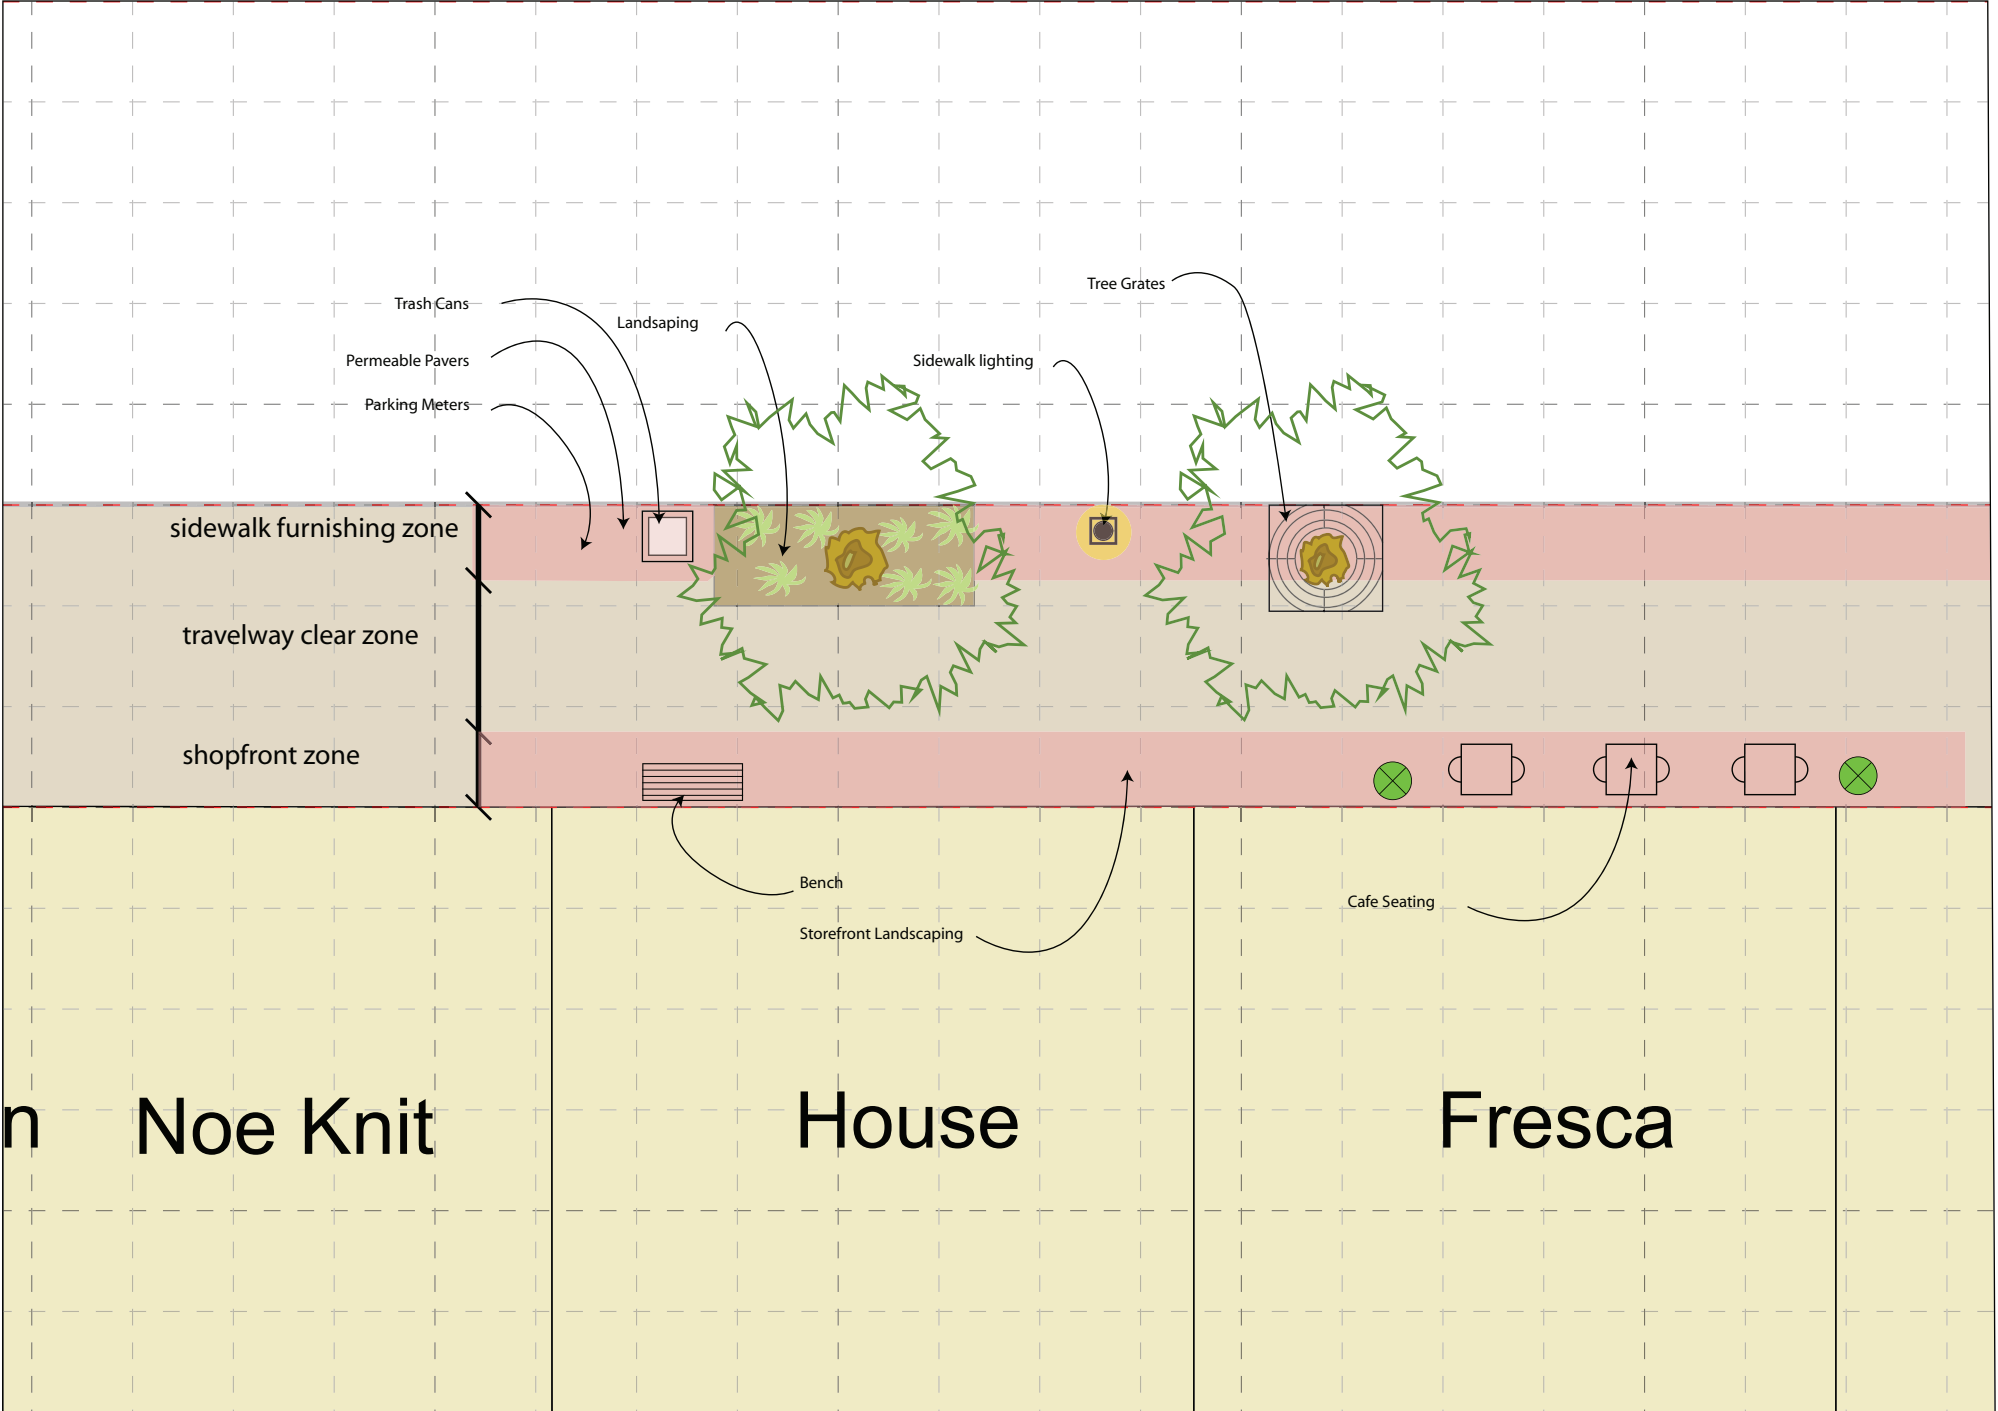 Tree Grates
Trash Cans
Landsaping
Permeable Pavers
Sidewalk lighting
Parking Meters
sidewalk furnishing zone
travelway clear zone
shopfront zone
Bench
Cafe Seating
Storefront Landscaping
n
Noe Knit
House
Fresca